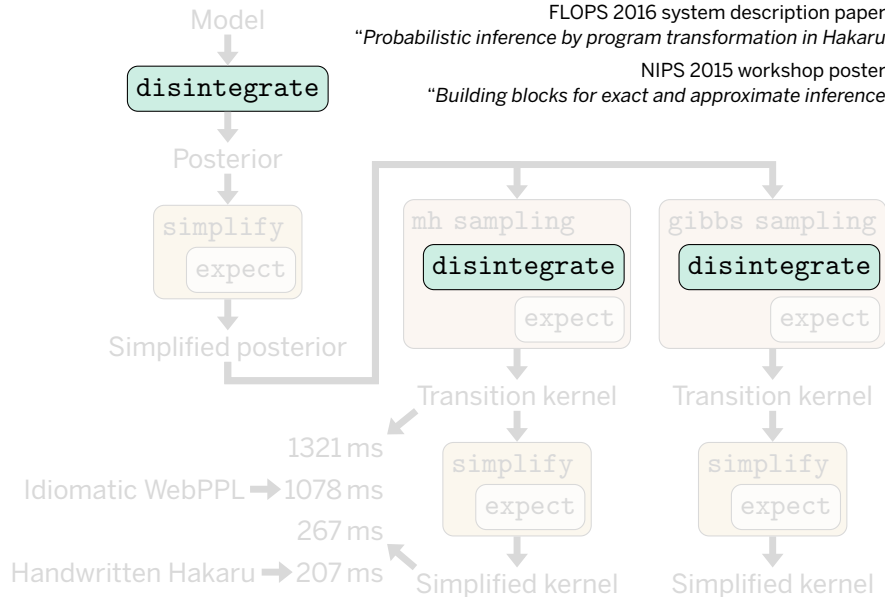 Model
FLOPS 2016 system description paper
“Probabilistic inference by program transformation in Hakaru
NIPS 2015 workshop poster
“Building blocks for exact and approximate inference
disintegrate
Posterior
simplify
expect
Simplified posterior
mh sampling
disintegrate
expect
gibbs sampling
disintegrate
expect
Transition kernel
Transition kernel
1321 ms
Idiomatic WebPPL 1078 ms
267 ms
Handwritten Hakaru 207 ms
simplify
expect
simplify
expect
Simplified kernel
Simplified kernel